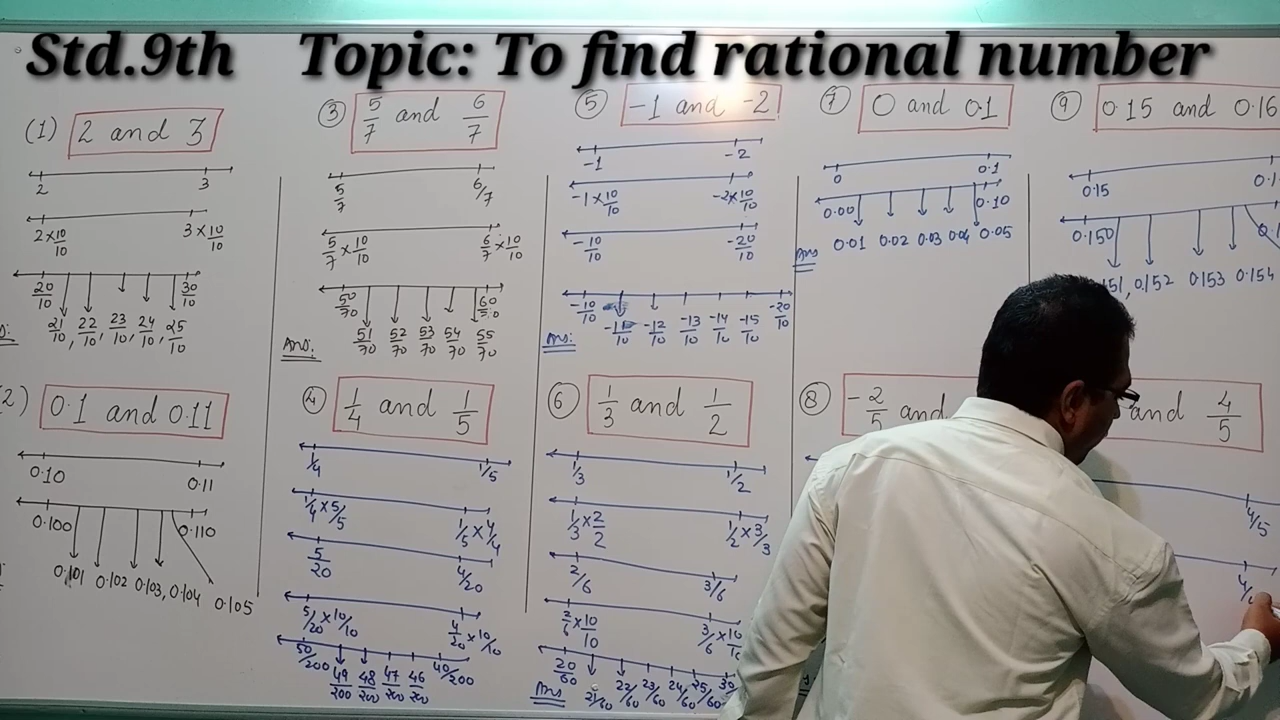 Std.9th Topic: To find rational number
(1) 2 and 3
2 3
2 × 10/10 3 × 10/10
20/10 30/10
21/10, 22/10, 23/10, 24/10, 25/10
(2) 0.1 and 0.11
0.10 0.11
0.100 0.110
0.101 0.102 0.103, 0.104 0.105
③ 5/7 and 6/7
5/7 6/7
5/7 × 10/10 6/7 × 10/10
50/70 60/70
Ans: 51/70 52/70 53/70 54/70 55/70
④ 1/4 and 1/5
1/4 1/5
1/4 × 5/5 1/5 × 4/4
5/20 4/20
5/20 × 10/10 4/20 × 10/10
50/200 40/200
49/200 48/200 47/200 46/200
⑤ -1 and -2
-1 -2
-1 × 10/10 -2 × 10/10
-10/10 -20/10
-10/10 -20/10
Ans: -11/10 -12/10 -13/10 -14/10 -15/10
⑥ 1/3 and 1/2
1/3 1/2
1/3 × 2/2 1/2 × 3/3
2/6 3/6
2/6 × 10/10 3/6 × 10/10
20/60 30
Ans 21/60 22/60 23/60 24/60 25/60
⑦ 0 and 0.1
0 0.1
0.00 0.10
Ans 0.01 0.02 0.03 0.04 0.05
⑧ -2/5 and
and 4/5
4/5
⑨ 0.15 and 0.16
0.15
0.150
151, 0.152 0.153 0.154